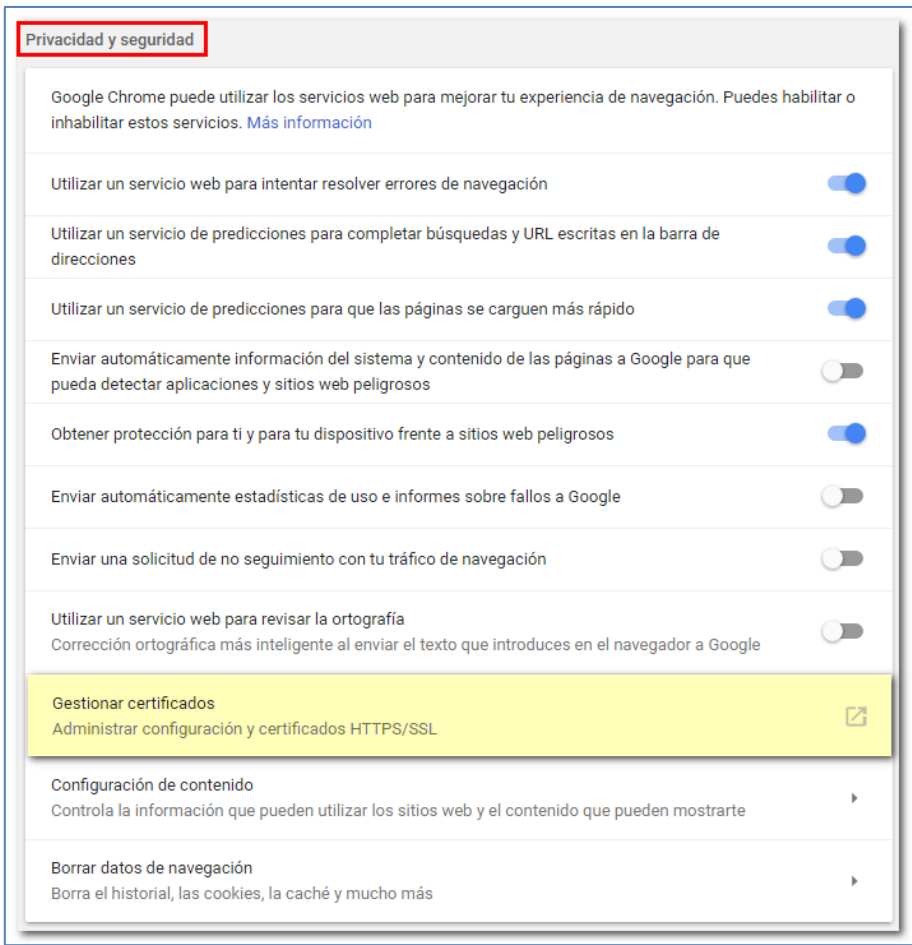 Privacidad y seguridad
Google Chrome puede utilizar los servicios web para mejorar tu experiencia de navegación. Puedes habilitar o
inhabilitar estos servicios. Más información
Utilizar un servicio web para intentar resolver errores de navegación
Utilizar un servicio de predicciones para completar búsquedas y URL escritas en la barra de
direcciones
Utilizar un servicio de predicciones para que las páginas se carguen más rápido
Enviar automáticamente información del sistema y contenido de las páginas a Google para que
pueda detectar aplicaciones y sitios web peligrosos
Obtener protección para ti y para tu dispositivo frente a sitios web peligrosos
Enviar automáticamente estadísticas de uso e informes sobre fallos a Google
Enviar una solicitud de no seguimiento con tu tráfico de navegación
Utilizar un servicio web para revisar la ortografía
Corrección ortográfica más inteligente al enviar el texto que introduces en el navegador a Google
Gestionar certificados
Administrar configuración y certificados HTTPS/SSL
Configuración de contenido
Controla la información que pueden utilizar los sitios web y el contenido que pueden mostrarte
Borrar datos de navegación
Borra el historial, las cookies, la caché y mucho más